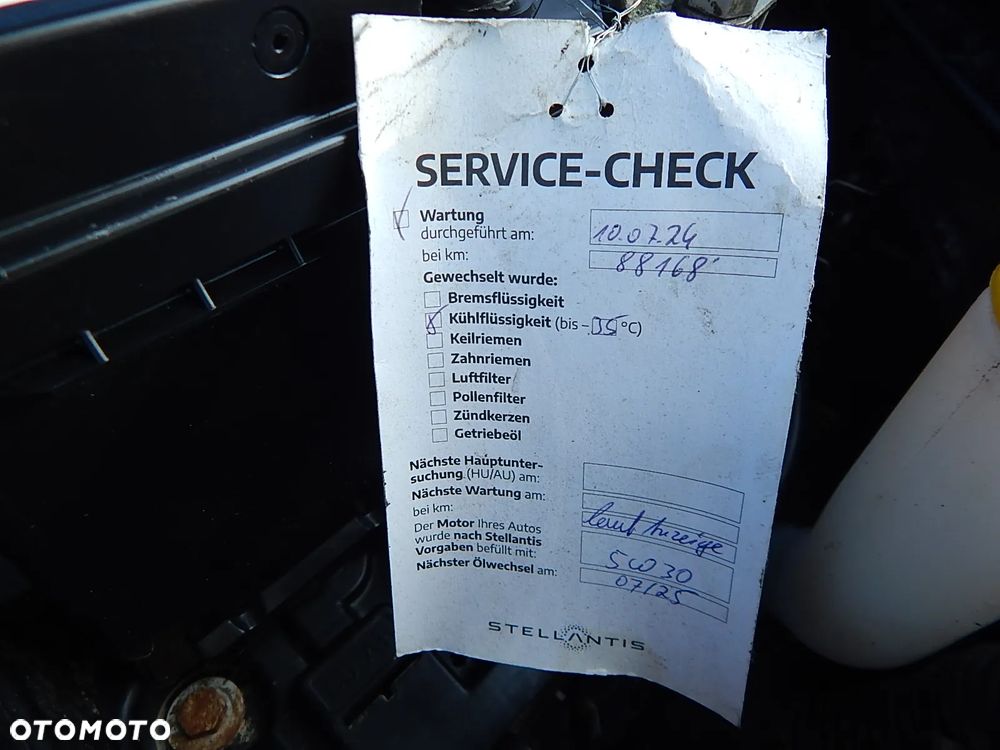 SERVICE-CHECK
Wartung
durchgeführt am: 10.07.24
bei km: 88168
Gewechselt wurde:
Bremsflüssigkeit
Kühlflüssigkeit (bis -35°C)
Keilriemen
Zahnriemen
Luftfilter
Pollenfilter
Zündkerzen
Getriebeöl
Nächste Hauptunter-
suchung (HU/AU) am:
Nächste Wartung am:
bei km: laut Anzeige
Der Motor Ihres Autos
wurde nach Stellantis
Vorgaben befüllt mit: 5W30
Nächster Ölwechsel am: 07/25
STELLANTIS
OTOMOTO